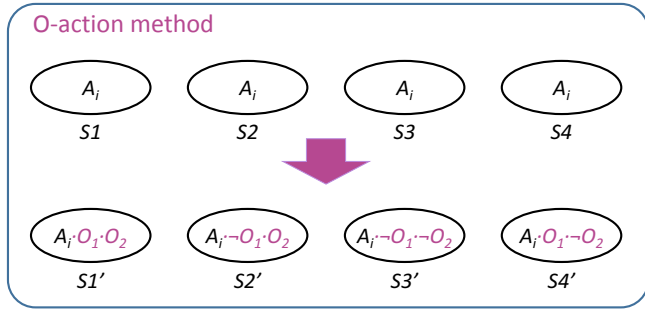 O-action method
Aᵢ Aᵢ Aᵢ Aᵢ
S1 S2 S3 S4
Aᵢ·O₁·O₂ Aᵢ·¬O₁·O₂ Aᵢ·¬O₁·¬O₂ Aᵢ·O₁·¬O₂
S1’ S2’ S3’ S4’